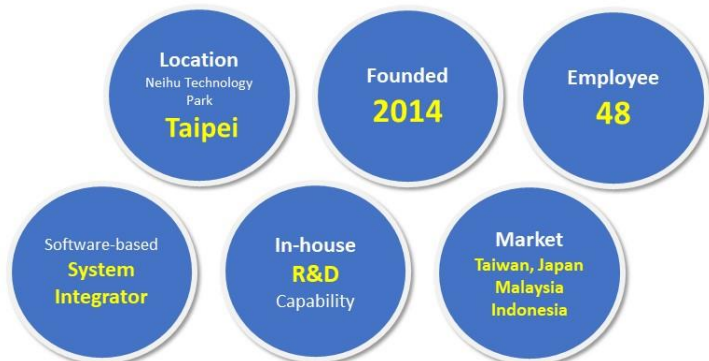 Location
Neihu Technology
Park
Taipei
Founded
2014
Employee
48
Software-based
System
Integrator
In-house
R&D
Capability
Market
Taiwan, Japan
Malaysia
Indonesia